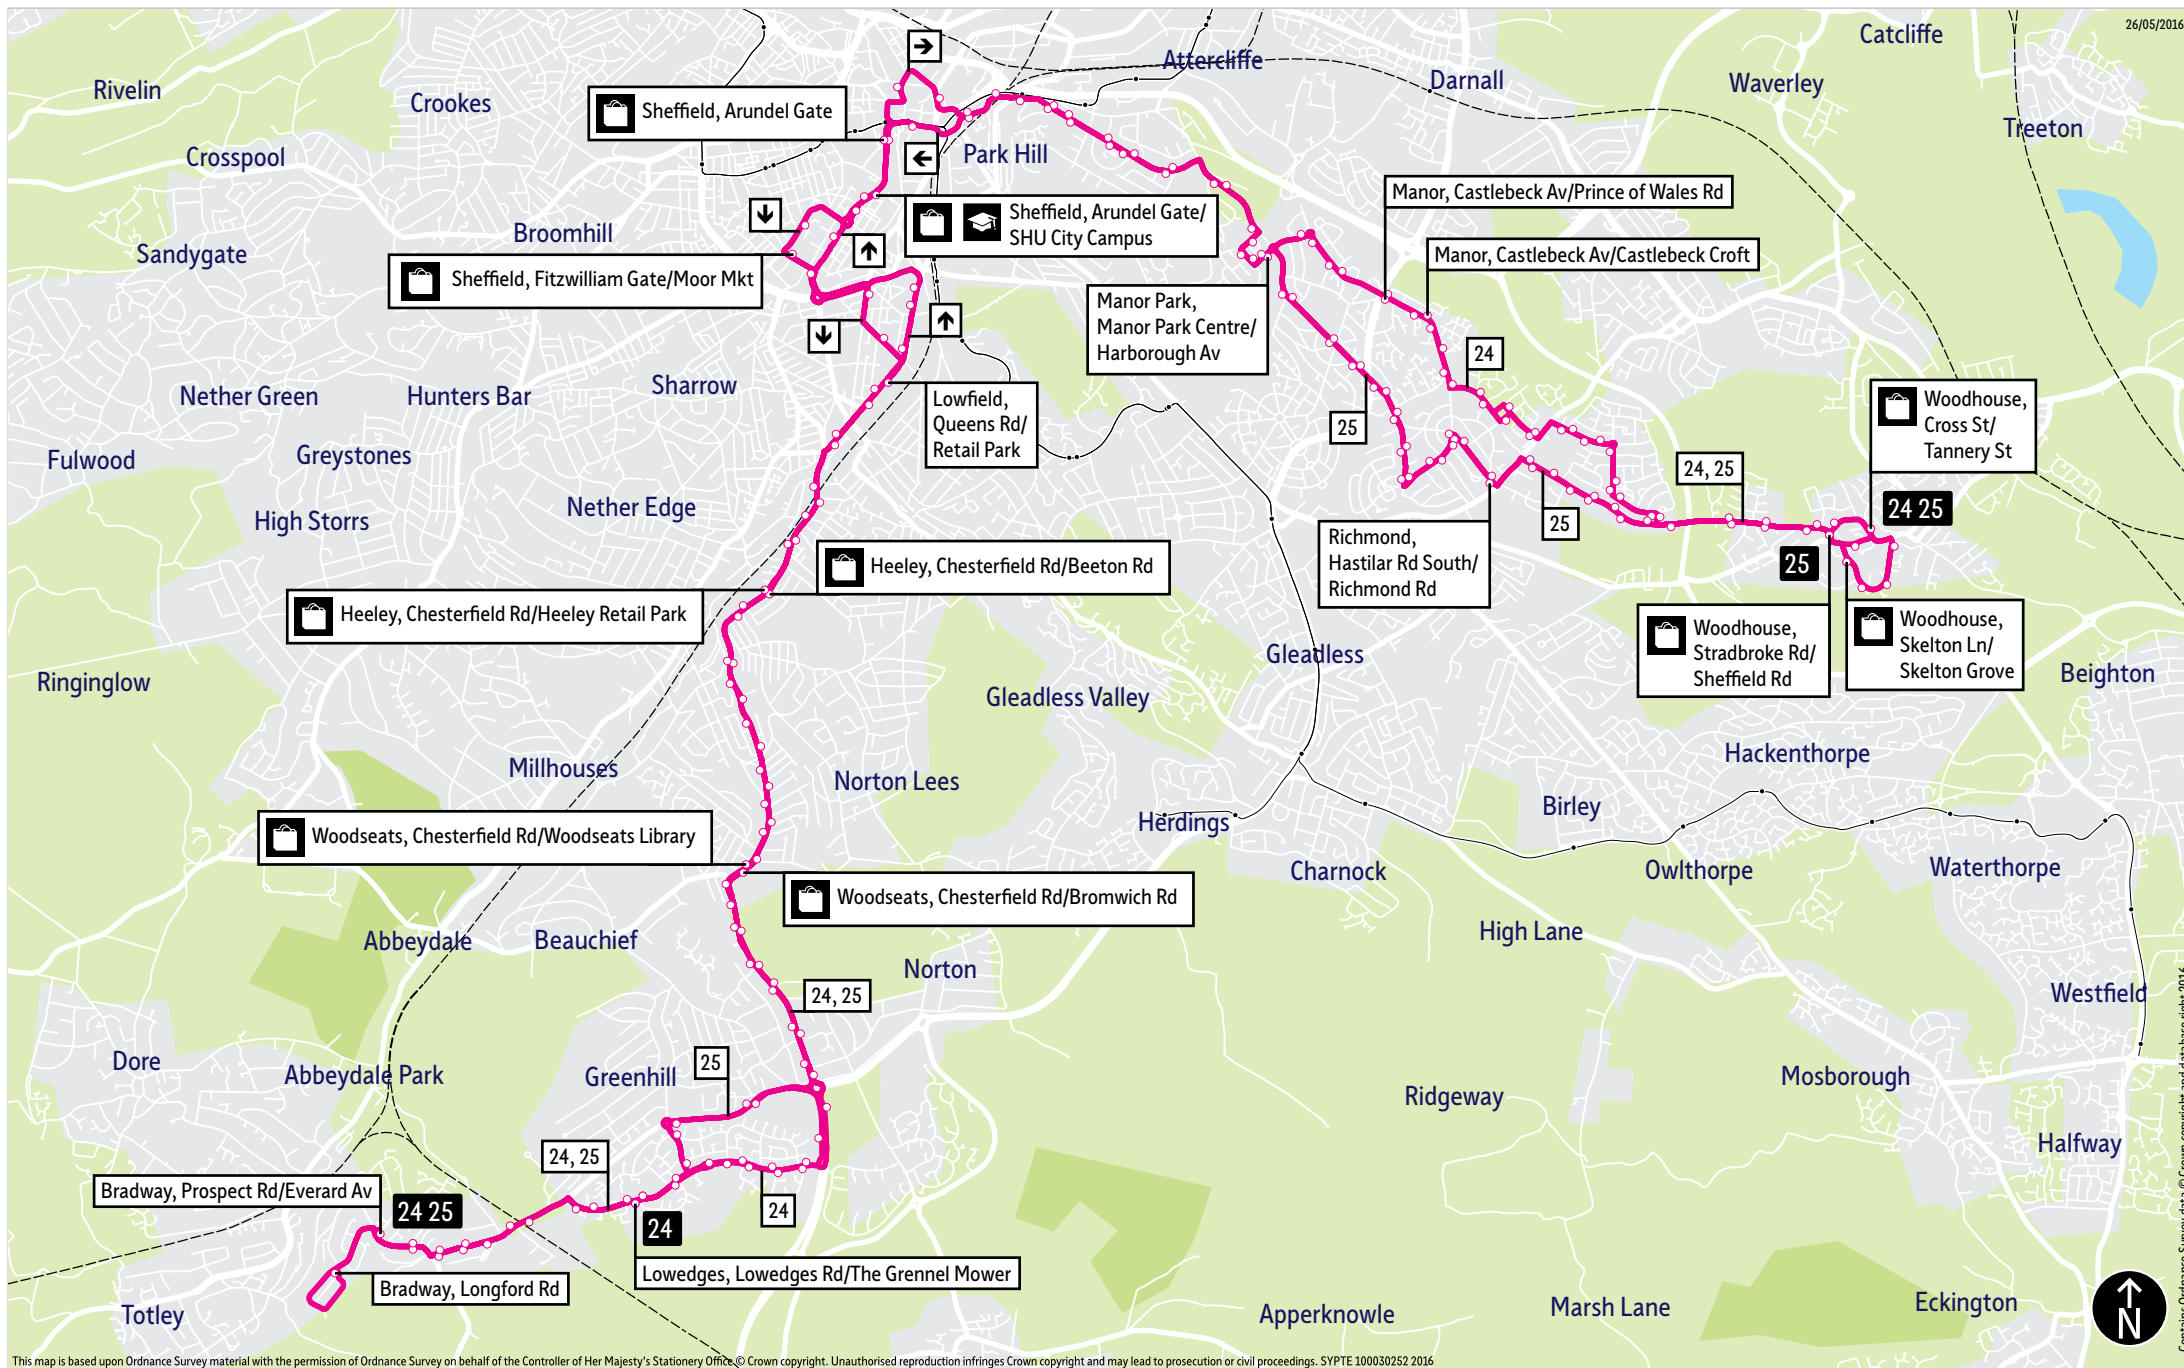 26/05/2016
Catcliffe
Attercliffe
Darnall
Waverley
Rivelin
Crookes
Sheffield, Arundel Gate
Treeton
Crosspool
Park Hill
Manor, Castlebeck Av/Prince of Wales Rd
Sheffield, Arundel Gate/
SHU City Campus
Broomhill
Sandygate
Manor, Castlebeck Av/Castlebeck Croft
Sheffield, Fitzwilliam Gate/Moor Mkt
Manor Park,
Manor Park Centre/
Harborough Av
24
Nether Green
Hunters Bar
Sharrow
Lowfield,
Queens Rd/
Retail Park
25
Woodhouse,
Cross St/
Tannery St
Fulwood
Greystones
24, 25
Nether Edge
High Storrs
24 25
25
Richmond,
Hastilar Rd South/
Richmond Rd
25
Heeley, Chesterfield Rd/Beeton Rd
Heeley, Chesterfield Rd/Heeley Retail Park
Woodhouse,
Stradbroke Rd/
Sheffield Rd
Woodhouse,
Skelton Ln/
Skelton Grove
Gleadless
Beighton
Ringinglow
Gleadless Valley
Hackenthorpe
Millhouses
Norton Lees
Birley
Herdings
Woodseats, Chesterfield Rd/Woodseats Library
Charnock
Owlthorpe
Waterthorpe
Woodseats, Chesterfield Rd/Bromwich Rd
High Lane
Abbeydale
Beauchief
Norton
24, 25
Westfield
Dore
Abbeydale Park
Greenhill
25
Mosborough
Ridgeway
Halfway
24, 25
Bradway, Prospect Rd/Everard Av
24 25
24
24
Lowedges, Lowedges Rd/The Grennel Mower
Bradway, Longford Rd
Totley
Apperknowle
Marsh Lane
Eckington
N
Contains Ordnance Survey data © Crown copyright and database right 2016
This map is based upon Ordnance Survey material with the permission of Ordnance Survey on behalf of the Controller of Her Majesty's Stationery Office © Crown copyright. Unauthorised reproduction infringes Crown copyright and may lead to prosecution or civil proceedings. SYPTE 100030252 2016